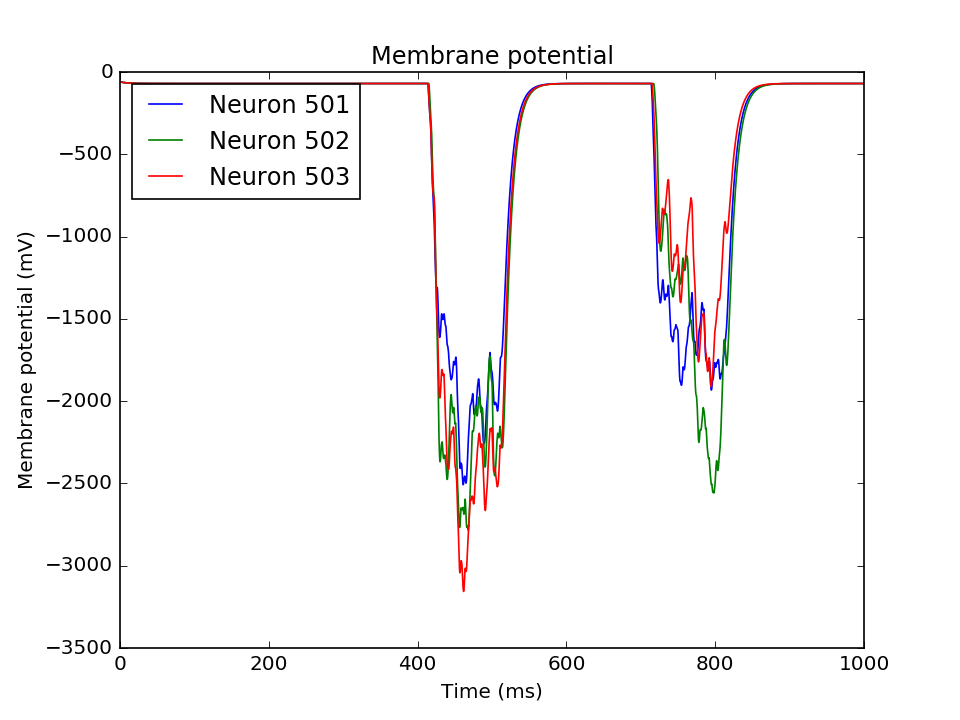 Membrane potential
0
−500
−1000
−1500
−2000
−2500
−3000
−3500
Membrane potential (mV)
Neuron 501
Neuron 502
Neuron 503
0 200 400 600 800 1000
Time (ms)